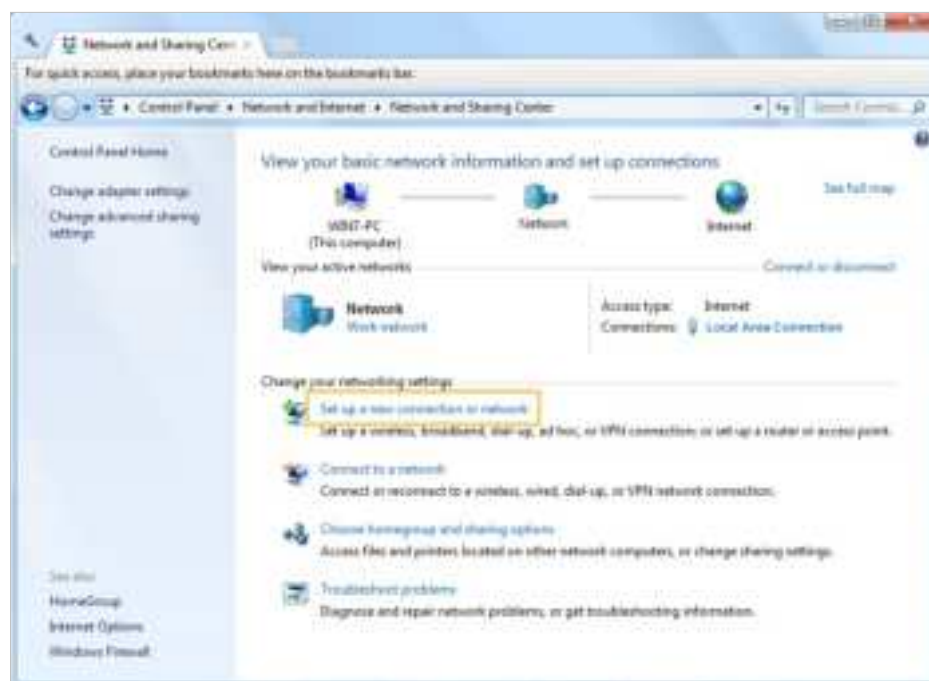 Network and Sharing Cen
For quick access, place your bookmarks here on the bookmarks bar.
Control Panel Network and Internet Network and Sharing Center
Control Panel Home
Change adapter settings
Change advanced sharing
settings
View your basic network information and set up connections
See full map
(This computer)
Network
Internet
View your active networks
Connect or disconnect
Network
Work network
Access type: Internet
Connections: Local Area Connection
Change your networking settings
Set up a new connection or network
Set up a wireless, broadband, dial-up, ad hoc, or VPN connection; or set up a router or access point.
Connect to a network
Connect or reconnect to a wireless, wired, dial-up, or VPN network connection.
Choose homegroup and sharing options
Access files and printers located on other network computers, or change sharing settings.
Troubleshoot problems
Diagnose and repair network problems, or get troubleshooting information.
See also
HomeGroup
Internet Options
Windows Firewall